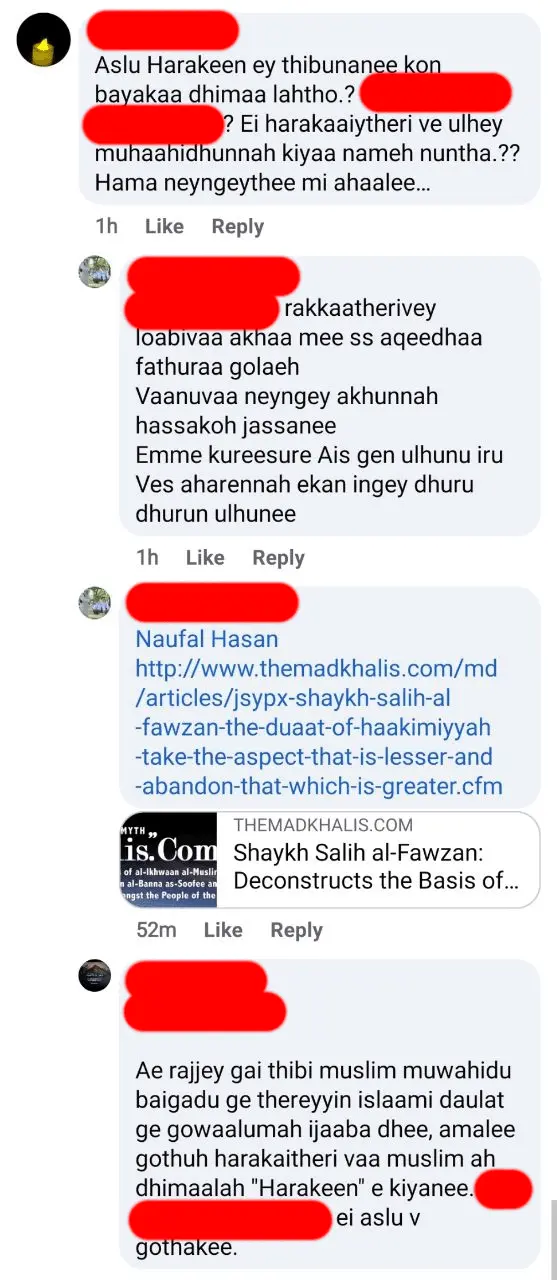 Aslu Harakeen ey thibunanee kon
bayakaa dhimaa lahtho.?
? Ei harakaaiytheri ve ulhey
muhaahidhunnah kiyaa nameh nuntha.??
Hama neyngeythee mi ahaalee...
1h Like Reply
rakkaatherivey
loabivaa akhaa mee ss aqeedhaa
fathuraa golaeh
Vaanuvaa neyngey akhunnah
hassakoh jassanee
Emme kureesure Ais gen ulhunu iru
Ves aharennah ekan ingey dhuru
dhurun ulhunee
1h Like Reply
Naufal Hasan
http://www.themadkhalis.com/md
/articles/jsypx-shaykh-salih-al
-fawzan-the-duaat-of-haakimiyyah
-take-the-aspect-that-is-lesser-and
-abandon-that-which-is-greater.cfm
MYTH ”
is.Com
of al-Ikhwaan al-Muslin
n al-Banna as-Soofee an
ongst the People of the
THEMADKHALIS.COM
Shaykh Salih al-Fawzan:
Deconstructs the Basis of...
52m Like Reply
Ae rajjey gai thibi muslim muwahidu
baigadu ge thereyyin islaami daulat
ge gowaalumah ijaaba dhee, amalee
gothuh harakaitheri vaa muslim ah
dhimaalah "Harakeen" e kiyanee.
ei aslu v
gothakee.